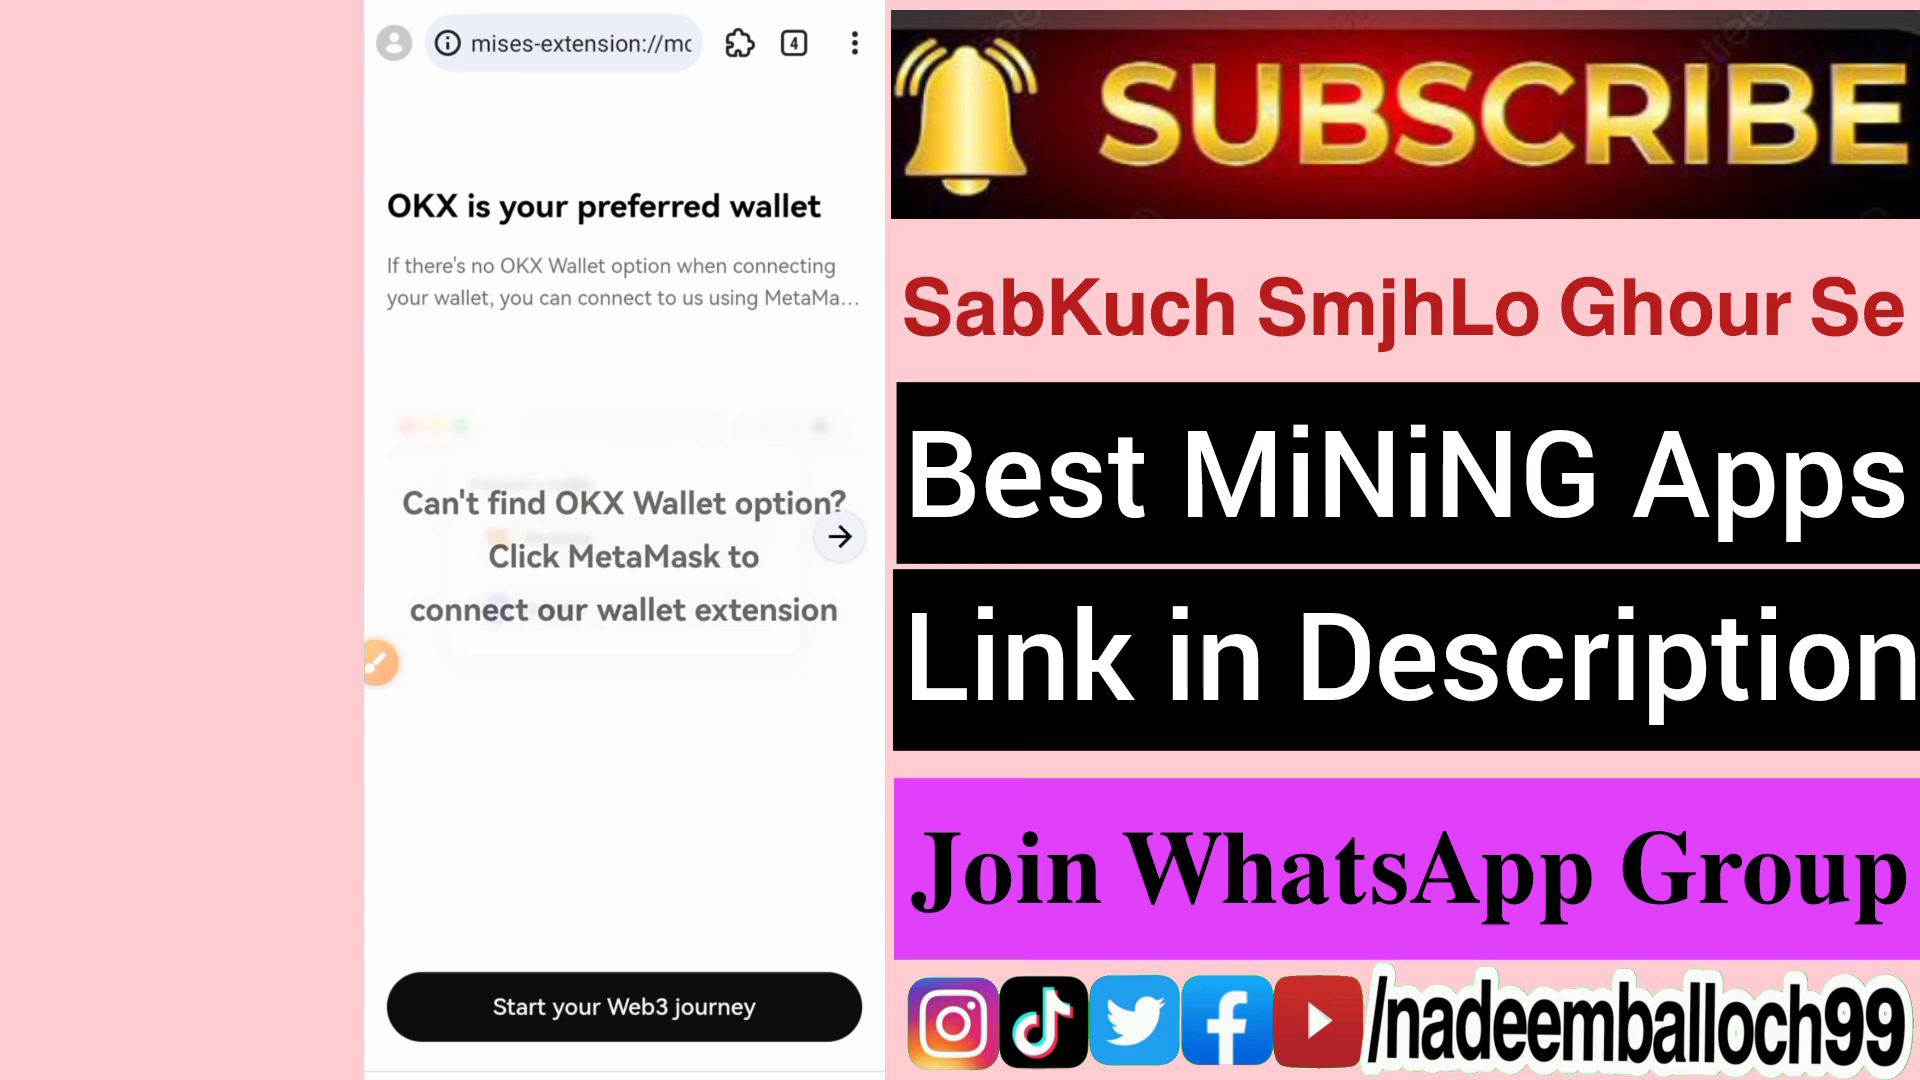 mises-extension://mc
4
OKX is your preferred wallet
If there's no OKX Wallet option when connecting
your wallet, you can connect to us using MetaMa...
Can't find OKX Wallet option?
Click MetaMask to
connect our wallet extension
Start your Web3 journey
SUBSCRIBE
SabKuch SmjhLo Ghour Se
Best MiNiNG Apps
Link in Description
Join WhatsApp Group
/nadeemballoch99